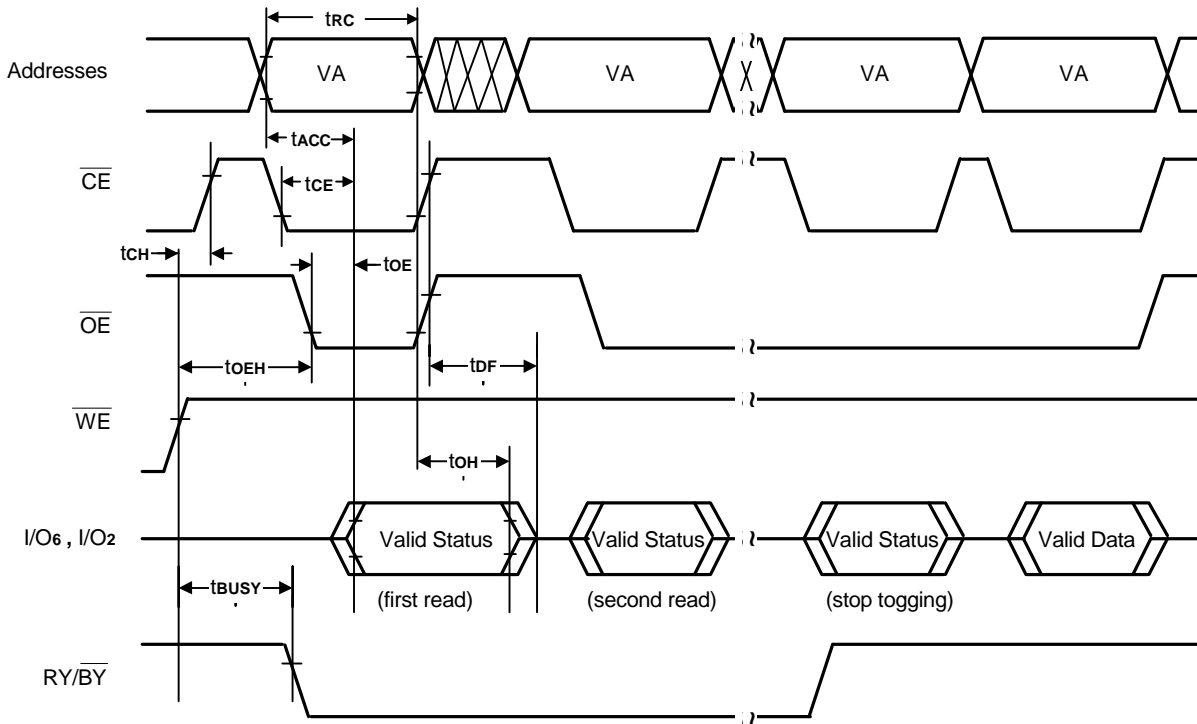 tRC
Addresses VA VA VA VA
tACC
CE
tCE
tCH
tOE
OE
tOEH tDF
WE
tOH
I/O6 , I/O2 Valid Status Valid Status Valid Status Valid Data
tBUSY (first read) (second read) (stop togging)
RY/BY